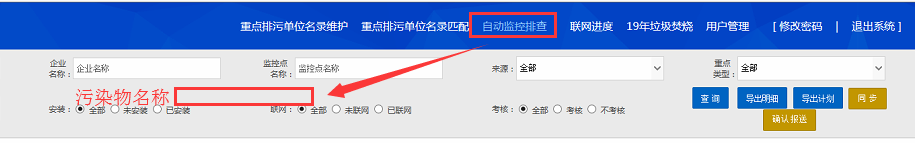 重点排污单位名录维护 重点排污单位名录匹配 自动监控排查 联网进度 19年垃圾焚烧 用户管理 [ 修改密码 | 退出系统 ]
企业名称： 企业名称 监控点名称： 监控点名称 来源： 全部 重点类型： 全部
污染物名称
安装： 全部 未安装 已安装 联网： 全部 未联网 已联网 考核： 全部 考核 不考核 查 询 导出明细 导出计划 同 步
确认报送